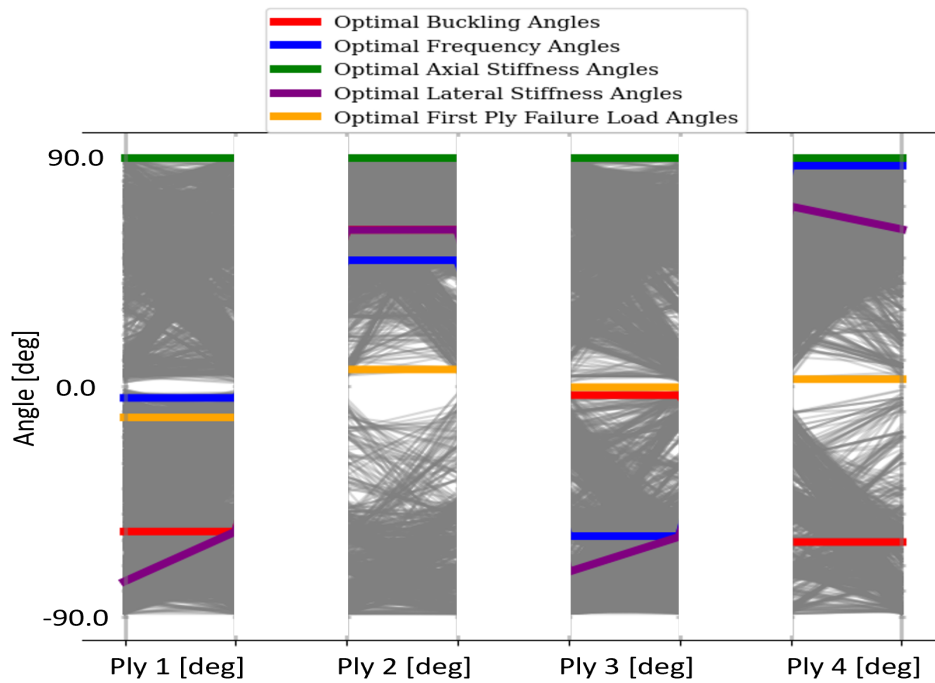 Optimal Buckling Angles
Optimal Frequency Angles
Optimal Axial Stiffness Angles
Optimal Lateral Stiffness Angles
Optimal First Ply Failure Load Angles
90.0
0.0
-90.0
Angle [deg]
Ply 1 [deg]
Ply 2 [deg]
Ply 3 [deg]
Ply 4 [deg]